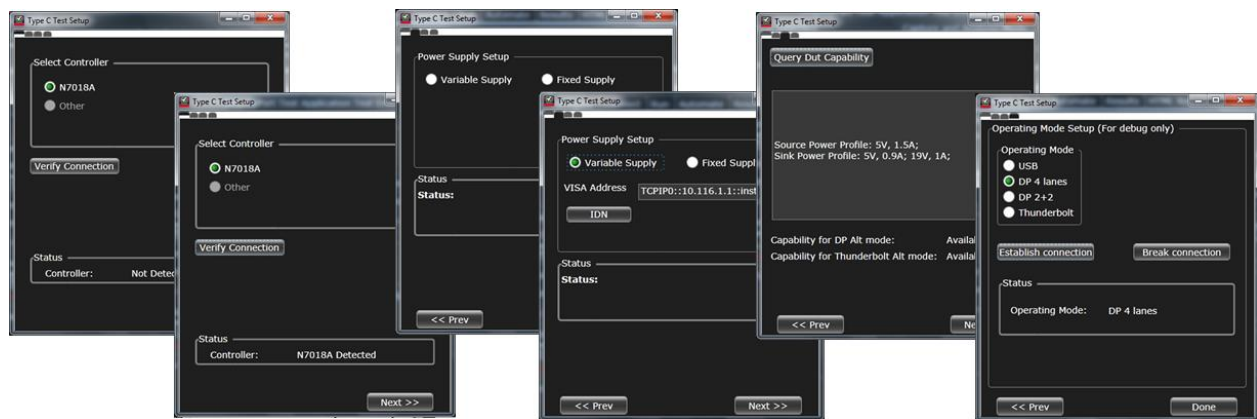 Type C Test Setup
Select Controller
N7018A
Other
Verify Connection
Status
Controller: Not
Type C Test Setup
Select Controller
N7018A
Other
Verify Connection
Status
Controller: N7018A Detected
Next >>
Type C Test Setup
Power Supply Setup
Variable Supply Fixed Supply
Status
Status:
<< Prev
Type C Test Setup
Power Supply Setup
Variable Supply Fixed
VISA Address TCPIP0::10.116.1.1::inst
IDN
Status
Status:
<< Prev Next >>
Type C Test Setup
Query Dut Capability
Source Power Profile: 5V, 1.5A;
Sink Power Profile: 5V, 0.9A; 19V, 1A;
Capability for DP Alt mode:
Capability for Thunderbolt Alt mode:
<< Prev
Type C Test Setup
Operating Mode Setup (For debug only)
Operating Mode
USB
DP 4 lanes
DP 2+2
Thunderbolt
Establish connection Break connection
Status
Operating Mode: DP 4 lanes
<< Prev Done